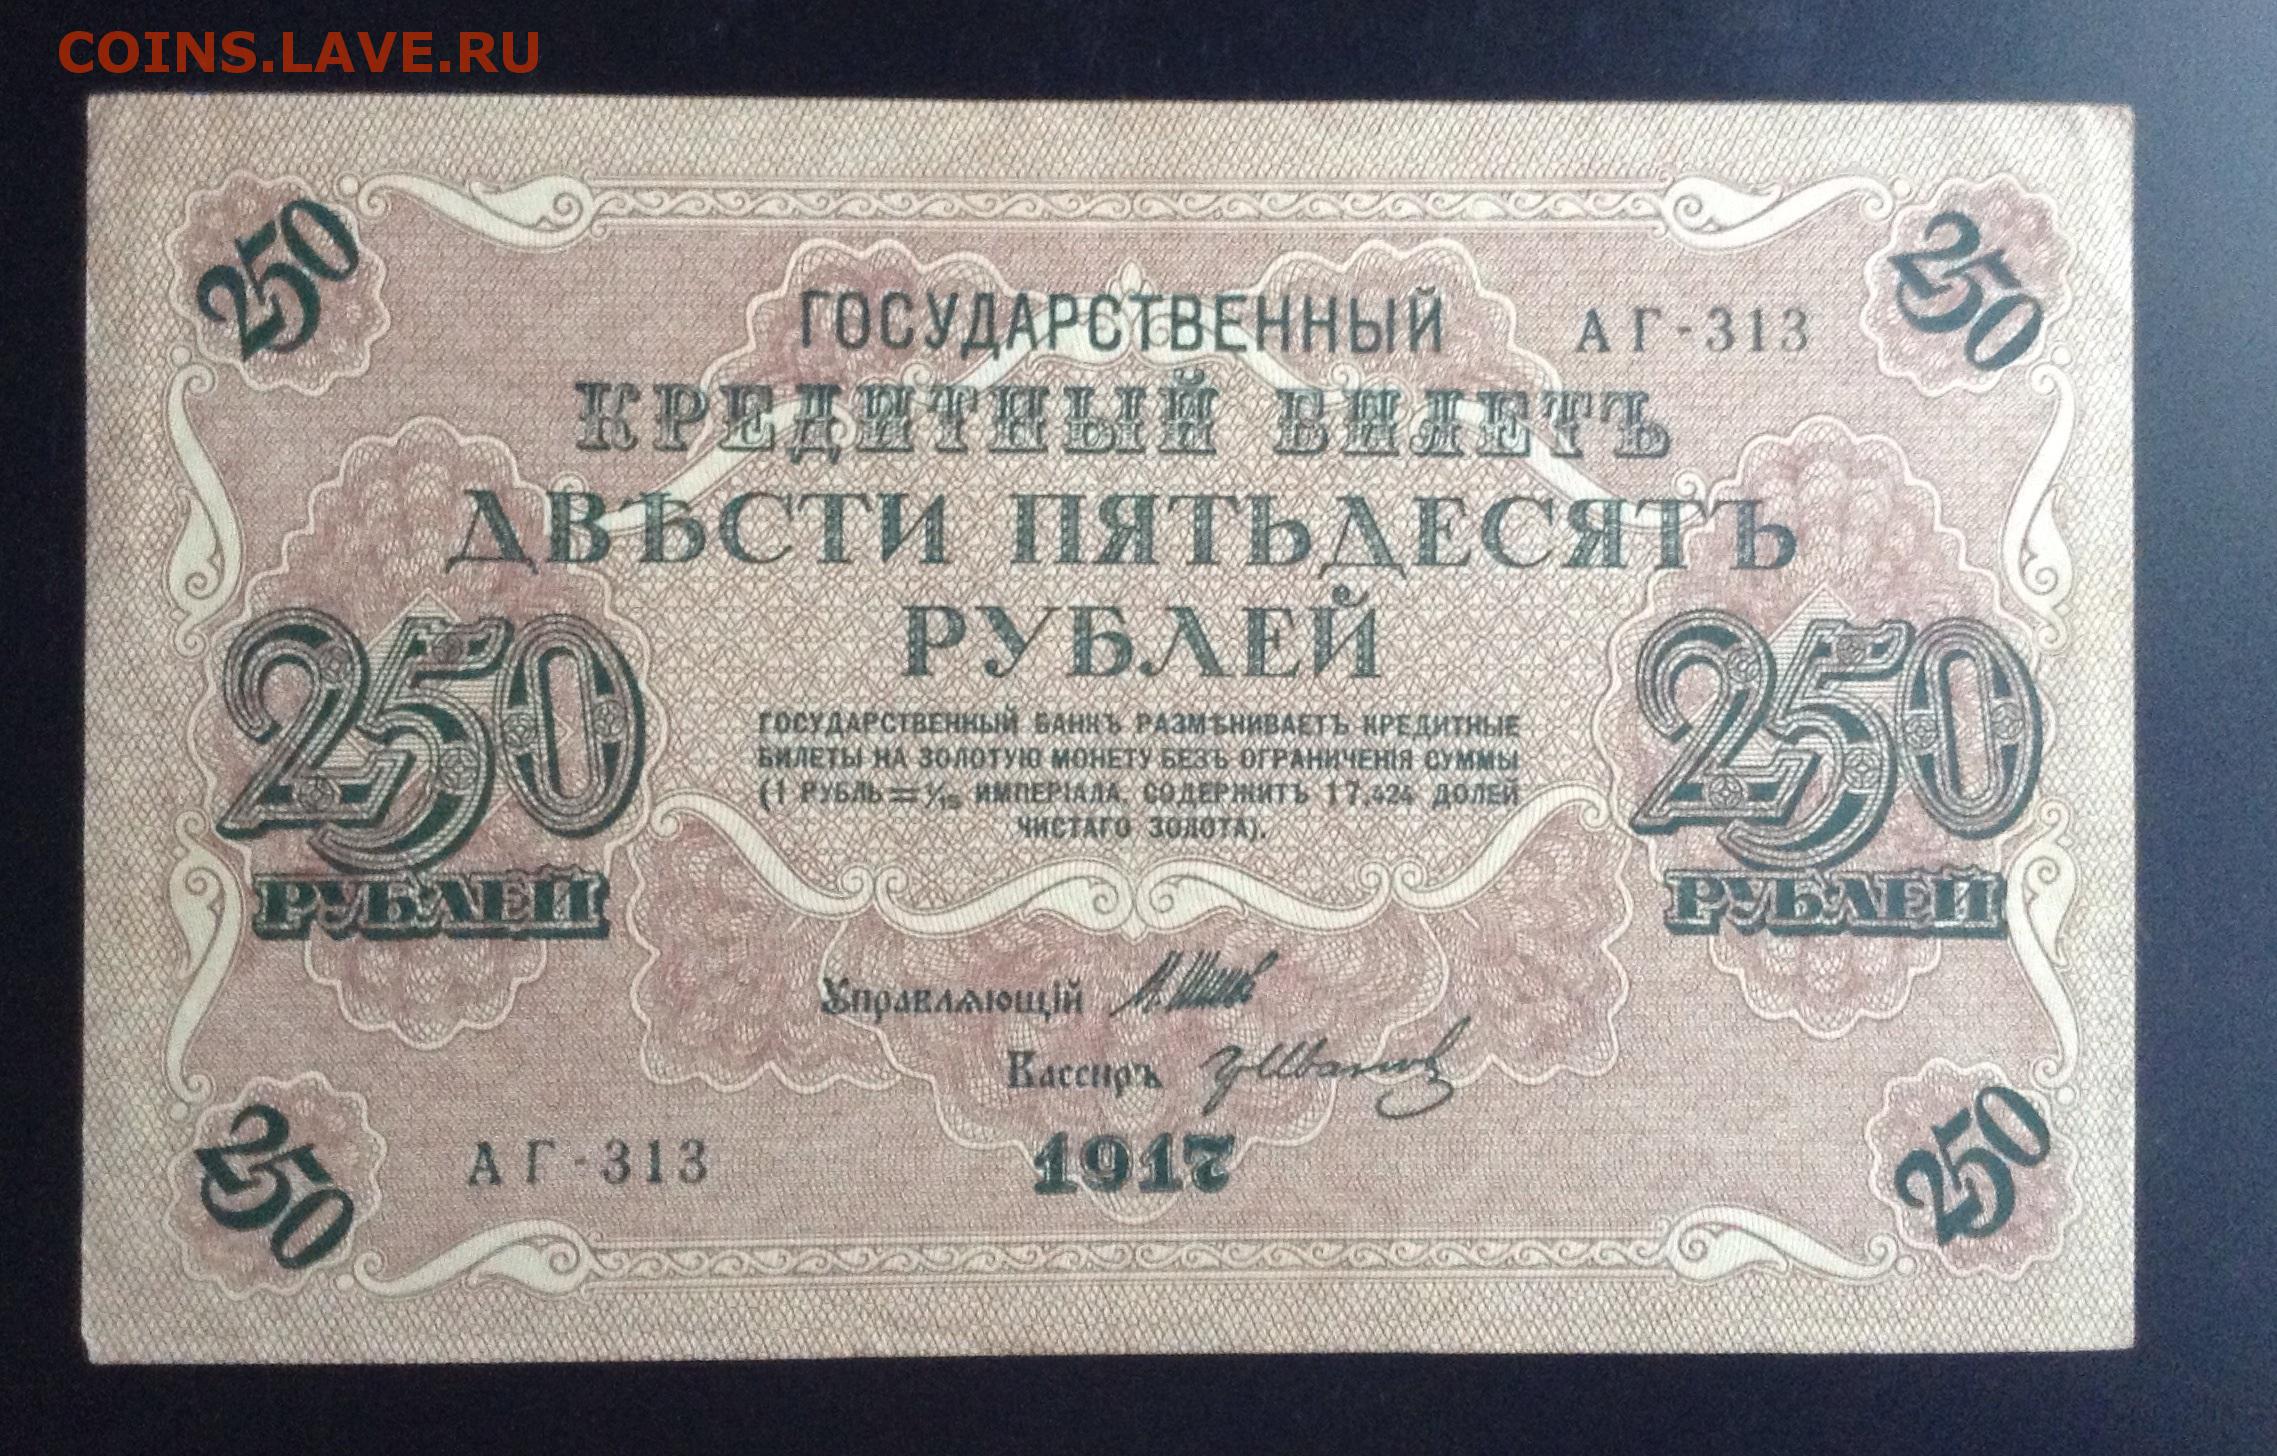 COINS.LAVE.RU
250
250
ГОСУДАРСТВЕННЫЙ
АГ-313
КРЕДИТНЫЙ БИЛЕТЪ
ДВѢСТИ ПЯТЬДЕСЯТЪ
РУБЛЕЙ
250
РУБЛЕЙ
250
РУБЛЕЙ
ГОСУДАРСТВЕННЫЙ БАНКЪ РАЗМѢНИВАЕТЪ КРЕДИТНЫЕ
БИЛЕТЫ НА ЗОЛОТУЮ МОНЕТУ БЕЗЪ ОГРАНИЧЕНІЯ СУММЫ
(1 РУБЛЬ = 1/15 ИМПЕРІАЛА, СОДЕРЖИТЪ 17,424 ДОЛЕЙ
ЧИСТАГО ЗОЛОТА).
Управляющій
Кассиръ
АГ-313
1917
250
250